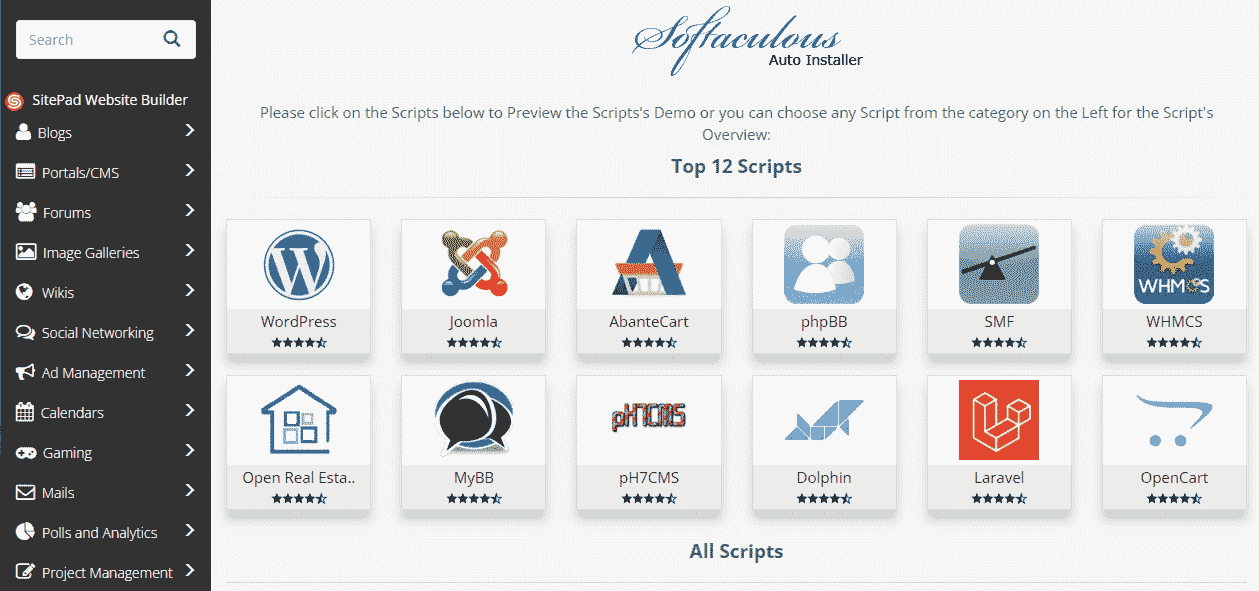 Search
SitePad Website Builder
Blogs
Portals/CMS
Forums
Image Galleries
Wikis
Social Networking
Ad Management
Calendars
Gaming
Mails
Polls and Analytics
Project Management
Softaculous
Auto Installer
Please click on the Scripts below to Preview the Scripts's Demo or you can choose any Script from the category on the Left for the Script's
Overview:
Top 12 Scripts
WordPress
Joomla
AbanteCart
phpBB
SMF
WHMCS
WHMCS
Open Real Esta..
MyBB
pH7CMS
pH7CMS
Dolphin
Laravel
OpenCart
All Scripts